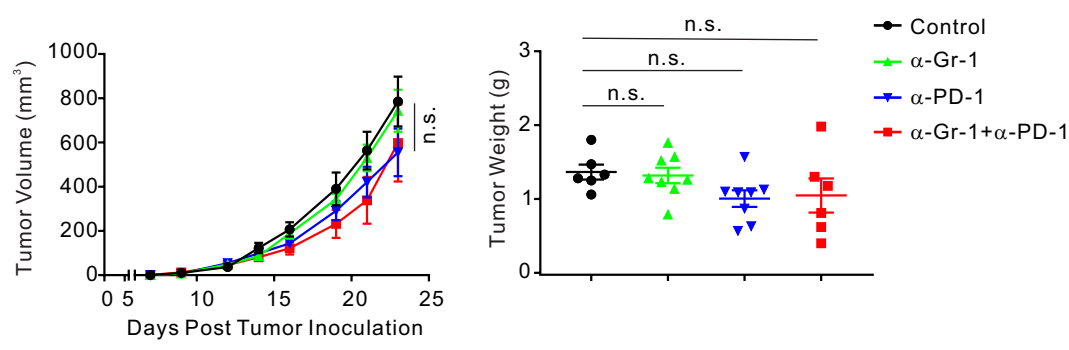 Tumor Volume (mm³)
1000
800
600
400
200
0
0 5 10 15 20 25
Days Post Tumor Inoculation
n.s.
Tumor Weight (g)
3
2
1
0
n.s.
n.s.
n.s.
Control
α-Gr-1
α-PD-1
α-Gr-1+α-PD-1